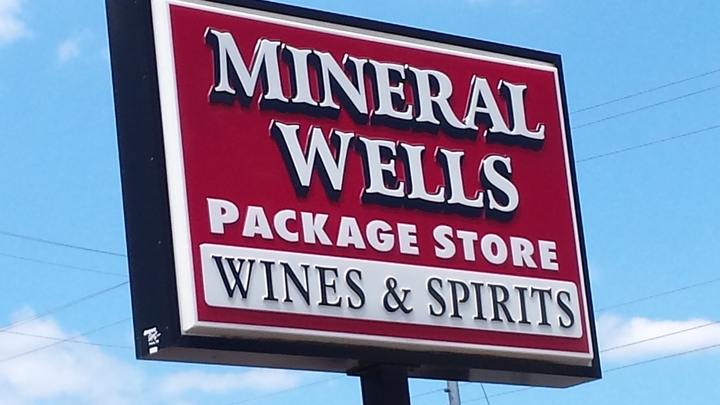 MINERAL
WELLS
PACKAGE STORE
WINES & SPIRITS